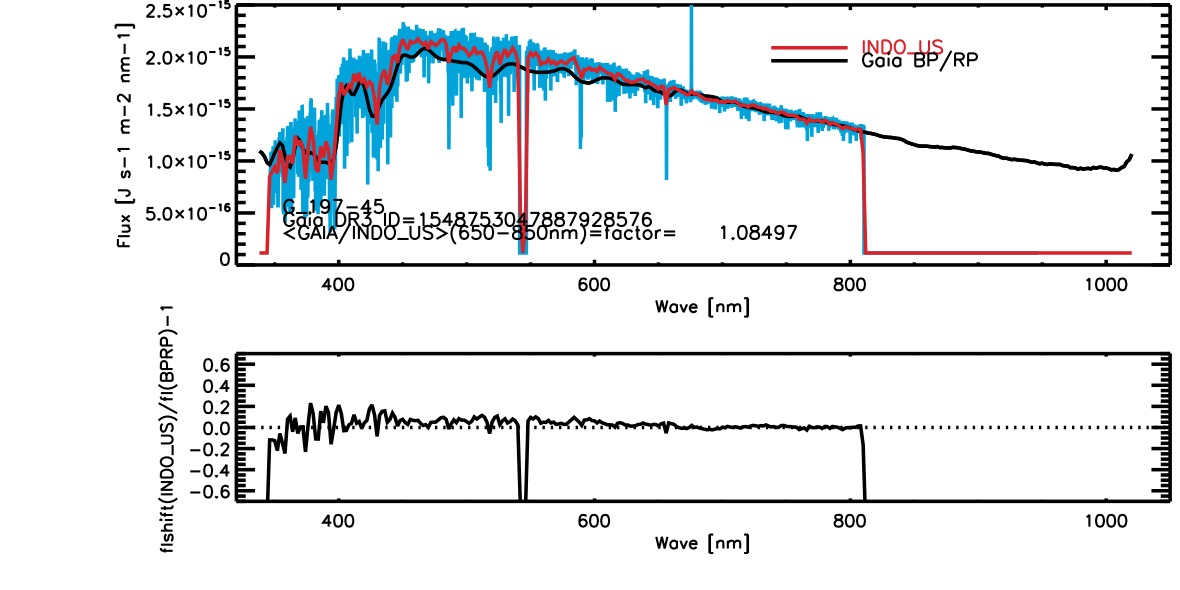 2.5×10⁻¹⁵
2.0×10⁻¹⁵
1.5×10⁻¹⁵
1.0×10⁻¹⁵
5.0×10⁻¹⁶
0
Flux [J s-1 m-2 nm-1]
INDO_US
Gaia BP/RP
G 197-45
Gaia DR3 ID=1548753047887928576
<GAIA/INDO_US>(650-850nm)=factor= 1.08497
400 600 800 1000
Wave [nm]
flshift(INDO_US)/fl(BPRP)-1
0.6
0.4
0.2
0.0
-0.2
-0.4
-0.6
400 600 800 1000
Wave [nm]